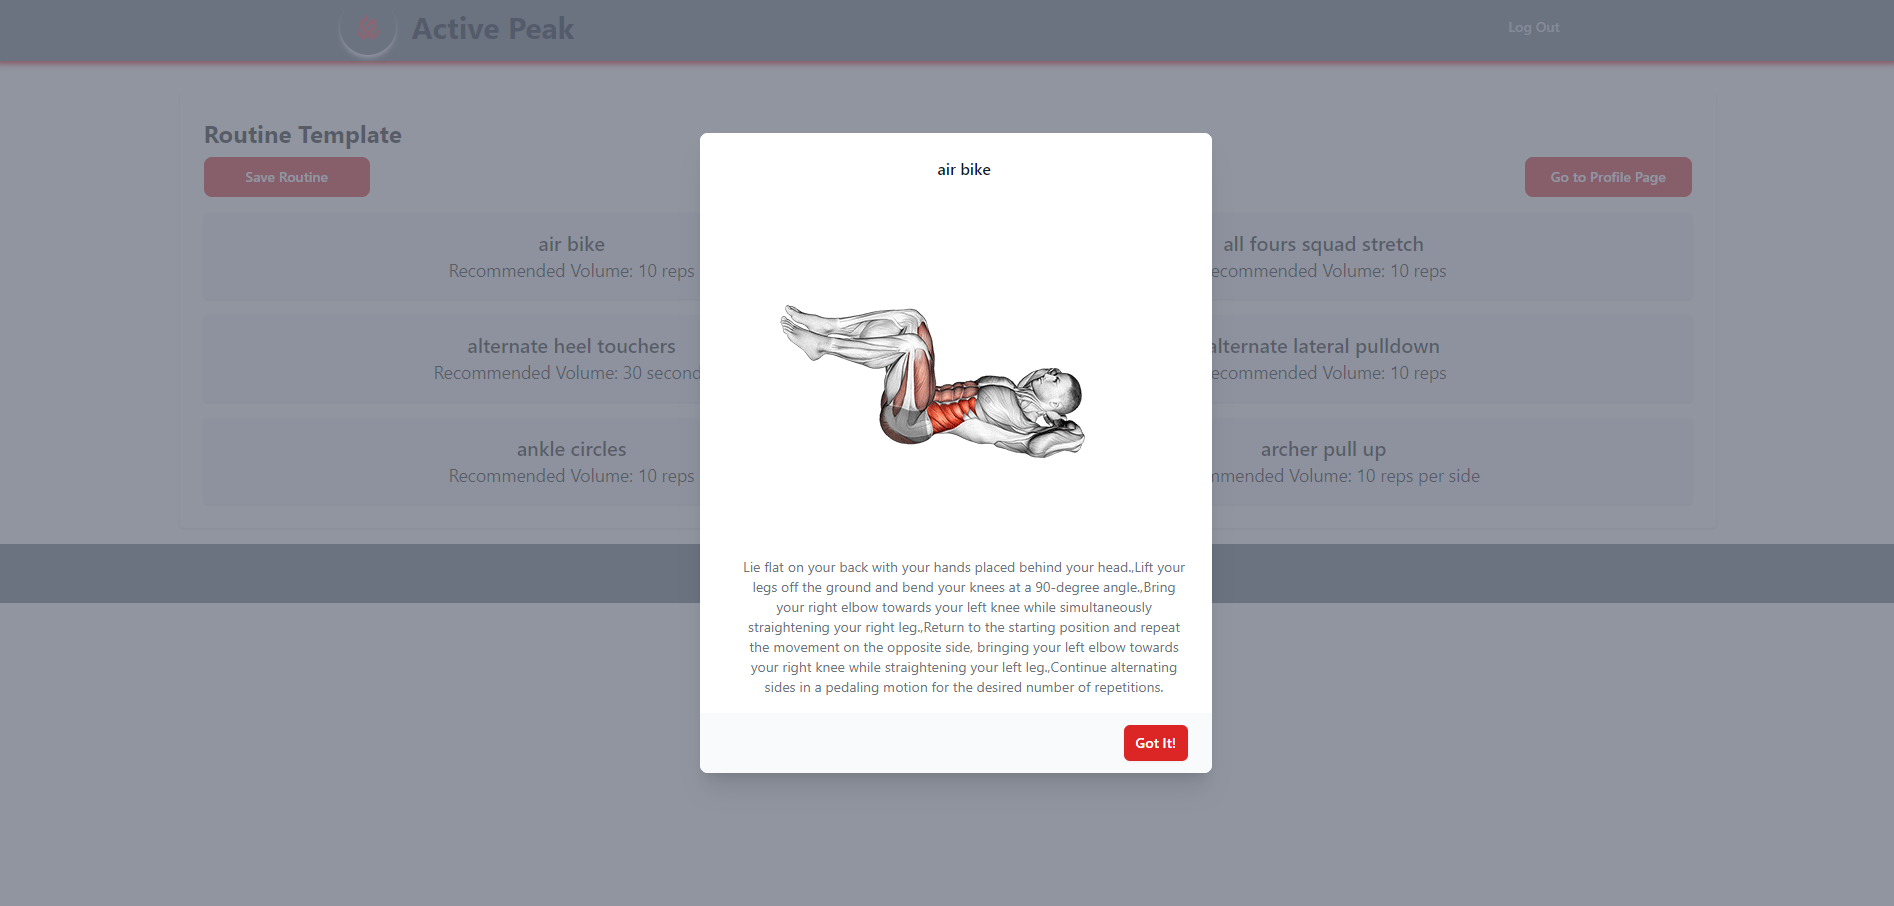 Active Peak
Log Out
Routine Template
Save Routine
Go to Profile Page
air bike
Recommended Volume: 10 reps
all fours squad stretch
ecommended Volume: 10 reps
alternate heel touchers
Recommended Volume: 30 second
alternate lateral pulldown
ecommended Volume: 10 reps
ankle circles
Recommended Volume: 10 reps
archer pull up
mended Volume: 10 reps per side
air bike
Lie flat on your back with your hands placed behind your head.,Lift your
legs off the ground and bend your knees at a 90-degree angle.,Bring
your right elbow towards your left knee while simultaneously
straightening your right leg.,Return to the starting position and repeat
the movement on the opposite side, bringing your left elbow towards
your right knee while straightening your left leg.,Continue alternating
sides in a pedaling motion for the desired number of repetitions.
Got It!